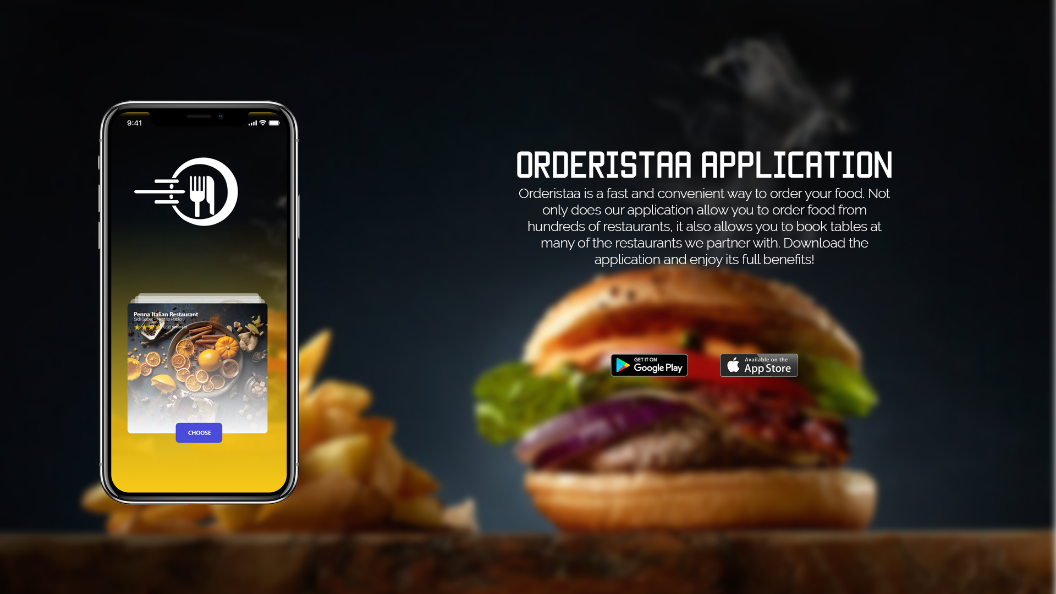 9:41
Penna Italian Restaurant
CHOOSE
ORDERISTAA APPLICATION
Orderistaa is a fast and convenient way to order your food. Not
only does our application allow you to order food from
hundreds of restaurants, it also allows you to book tables at
many of the restaurants we partner with. Download the
application and enjoy its full benefits!
GET IT ON
Google Play
Available on the
App Store